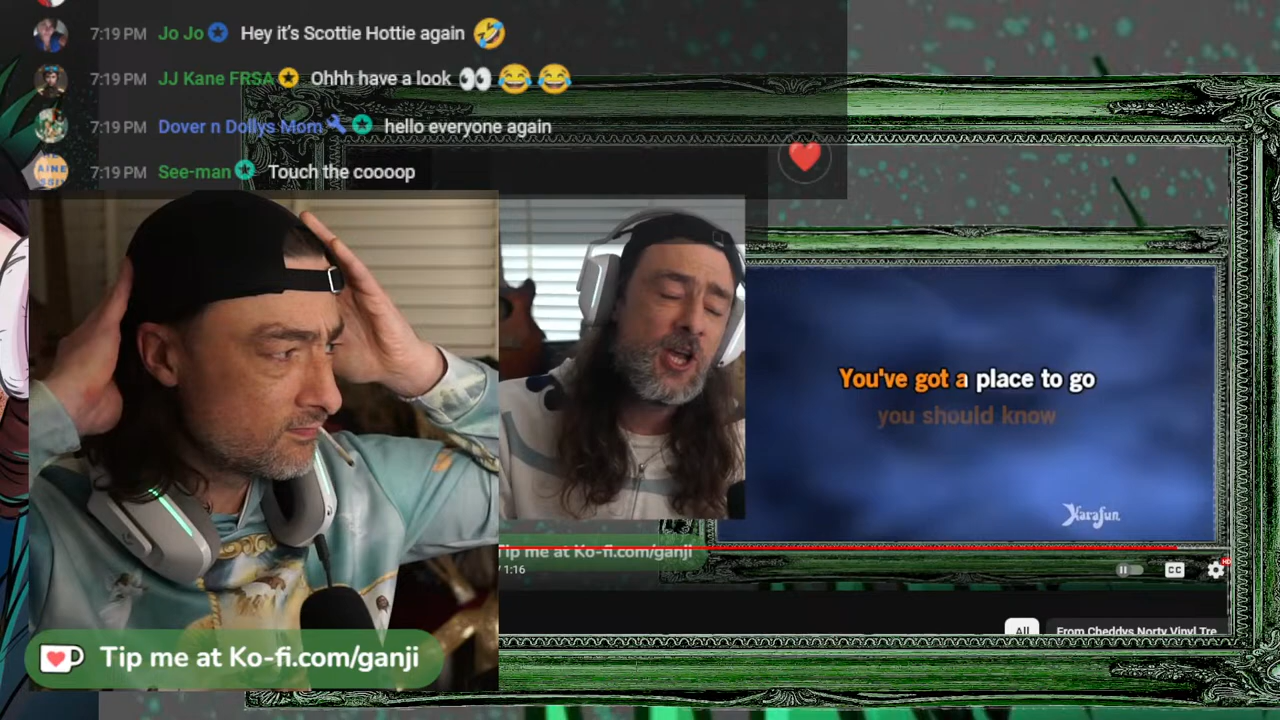 7:19 PM Jo Jo Hey it's Scottie Hottie again 🤣
7:19 PM JJ Kane FRSA Ohhh have a look 👀😂😂
7:19 PM Dover n Dollys Mom hello everyone again
7:19 PM See-man Touch the coooop
You've got a place to go
you should know
KaraFun
Tip me at Ko-fi.com/ganji
/ 1:16
CC
HD
All
From Cheddys Norty Vinyl Tre
Tip me at Ko-fi.com/ganji